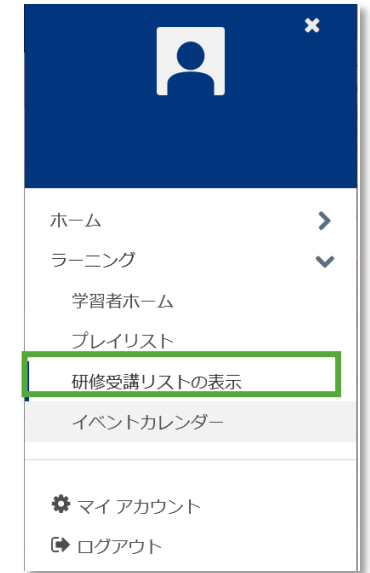 ホーム
ラーニング
学習者ホーム
プレイリスト
研修受講リストの表示
イベントカレンダー
マイ アカウント
ログアウト